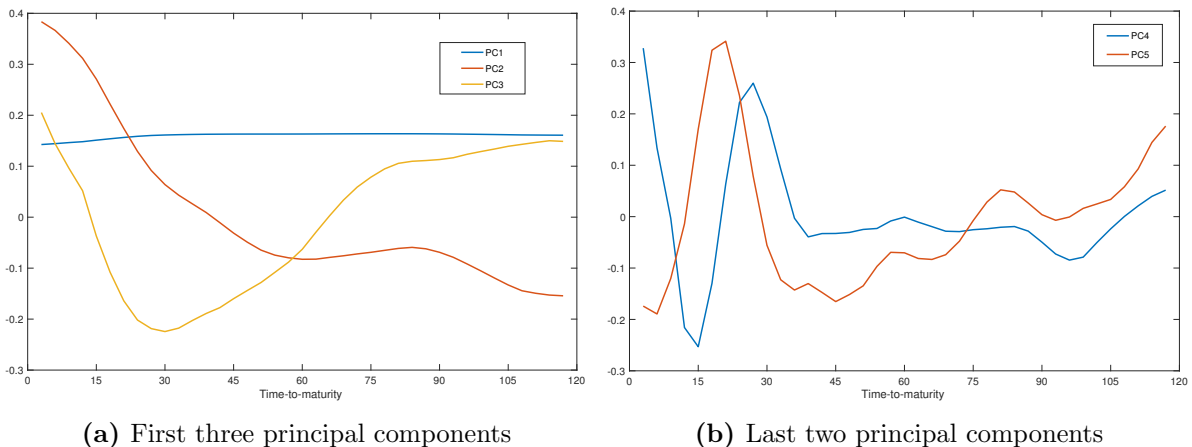 0.4
0.3
0.2
0.1
0
-0.1
-0.2
-0.3
0 15 30 45 60 75 90 105 120
Time-to-maturity
PC1
PC2
PC3
(a) First three principal components
0.4
0.3
0.2
0.1
0
-0.1
-0.2
-0.3
0 15 30 45 60 75 90 105 120
Time-to-maturity
PC4
PC5
(b) Last two principal components